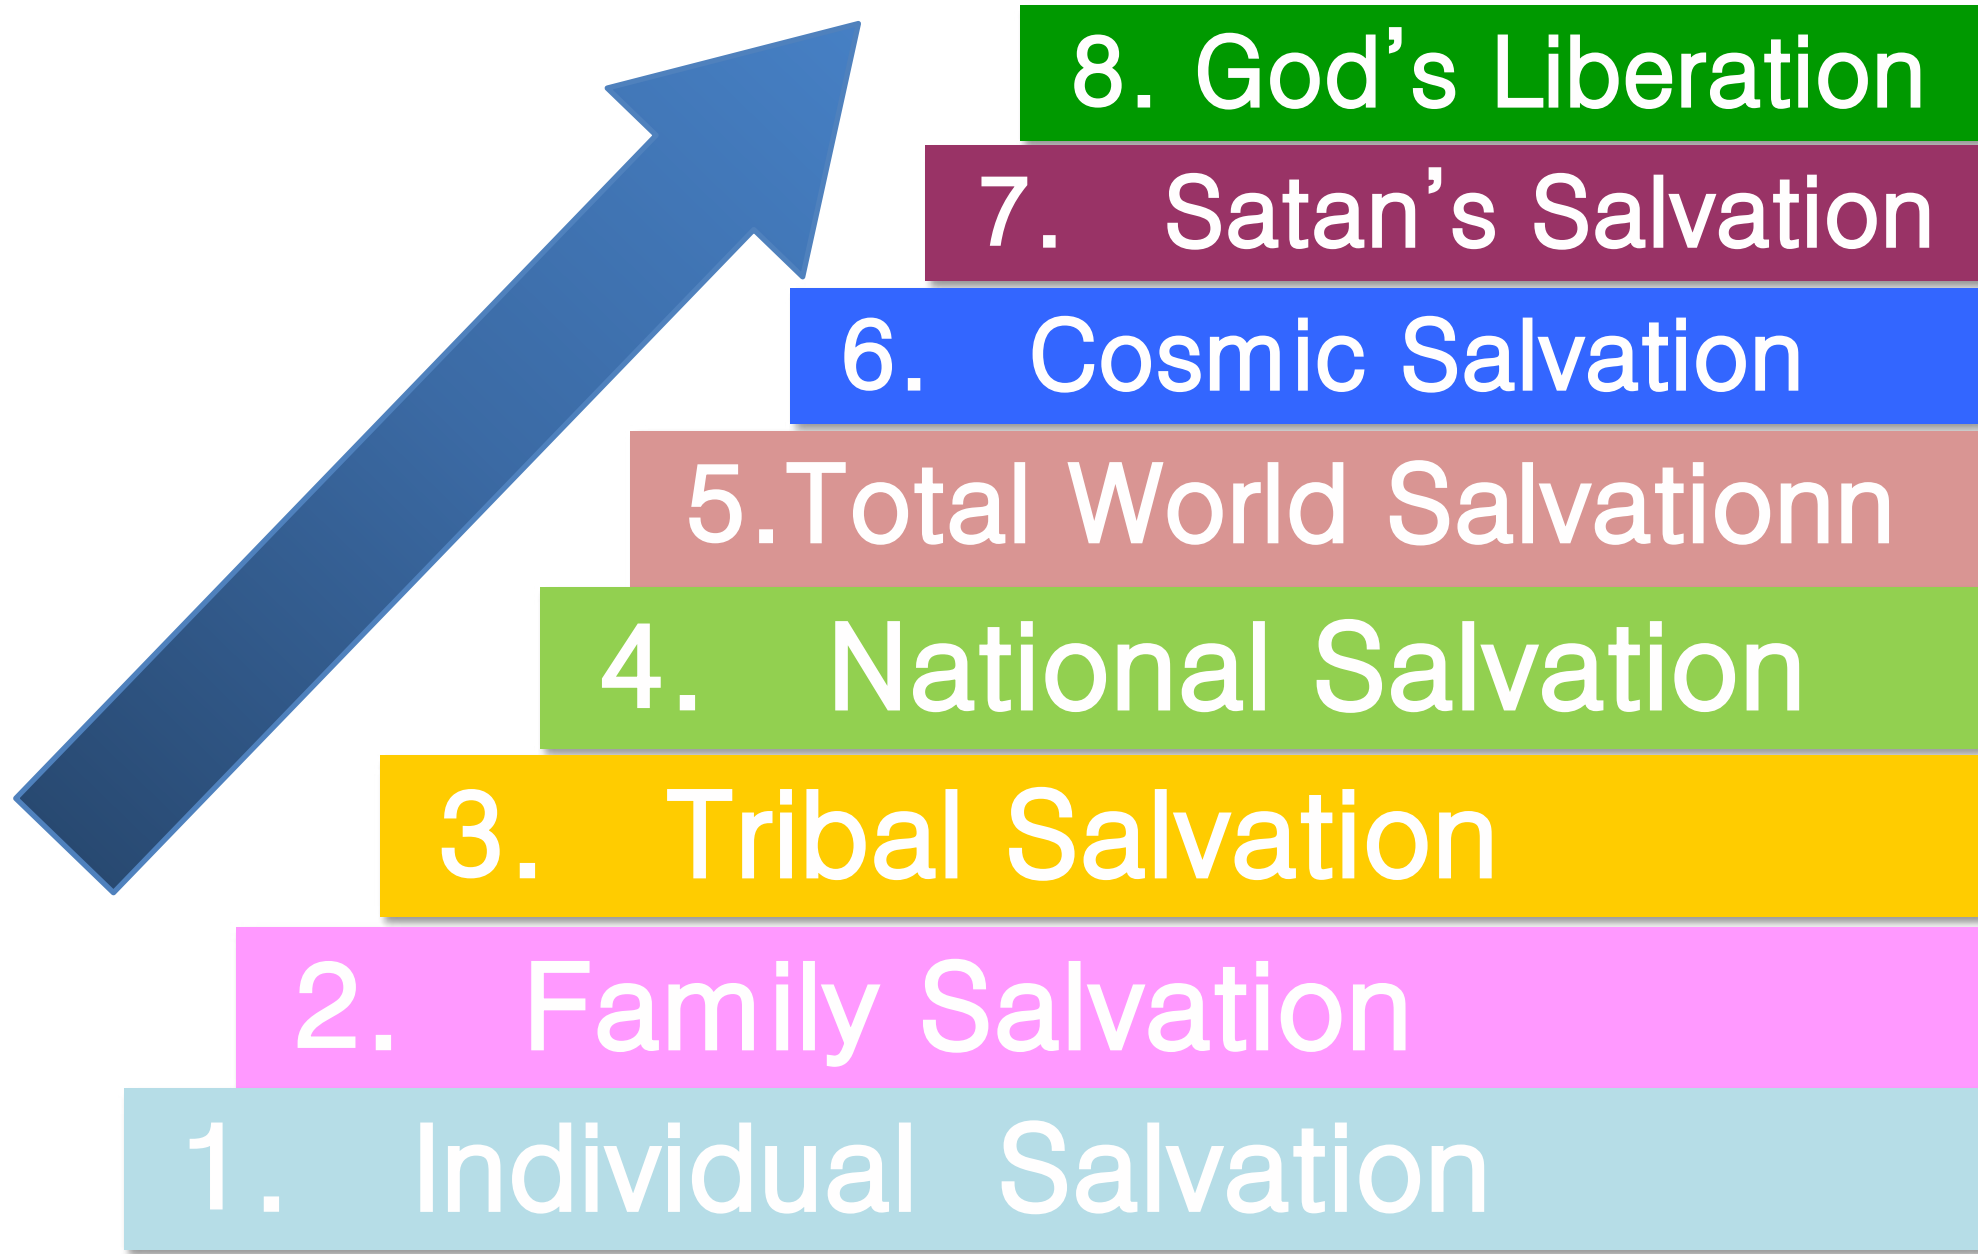 8. God’s Liberation
7. Satan’s Salvation
6. Cosmic Salvation
5.Total World Salvationn
4. National Salvation
3. Tribal Salvation
2. Family Salvation
1. Individual Salvation